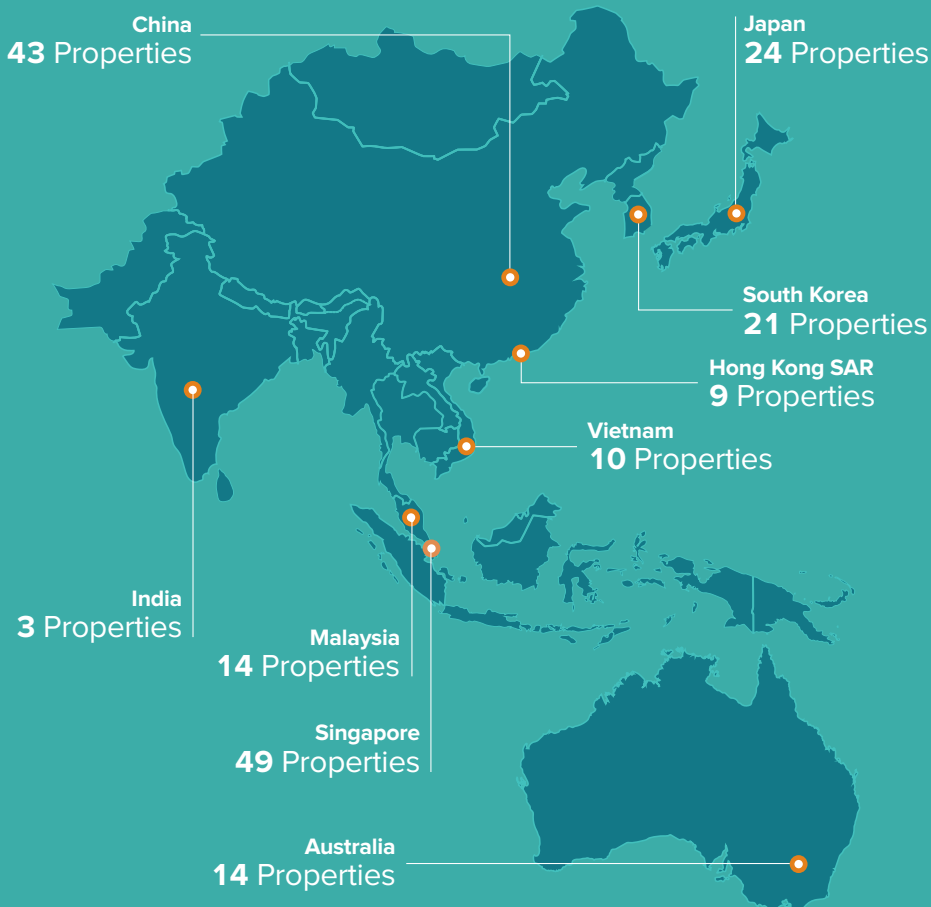 China
43 Properties
Japan
24 Properties
South Korea
21 Properties
Hong Kong SAR
9 Properties
Vietnam
10 Properties
India
3 Properties
Malaysia
14 Properties
Singapore
49 Properties
Australia
14 Properties